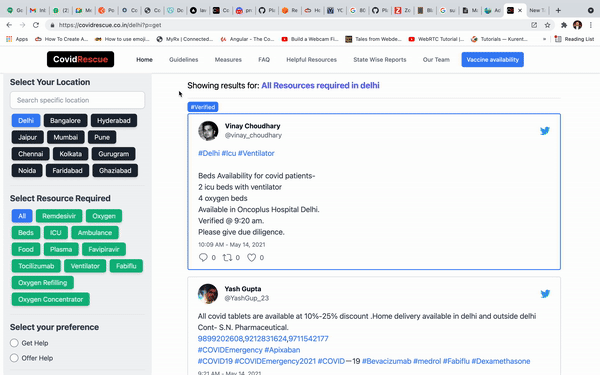 covidrescue.co.in/delhi?p=get
Apps
How To Create A...
How to use emoji...
MyRx | Connected...
Angular - The Co...
Build a Webcam Fi...
Tales from Webde...
WebRTC Tutorial |...
Tutorials — Kurent...
Reading List
CovidRescue
Home
Guidelines
Measures
FAQ
Helpful Resources
State Wise Reports
Our Team
Vaccine availability
Select Your Location
Search specific location
Delhi Bangalore Hyderabad
Jaipur Mumbai Pune
Chennai Kolkata Gurugram
Noida Faridabad Ghaziabad
Select Resource Required
All Remdesivir Oxygen
Beds ICU Ambulance
Food Plasma Favipiravir
Tocilizumab Ventilator Fabiflu
Oxygen Refilling
Oxygen Concentrator
Select your preference
Get Help
Offer Help
Showing results for: All Resources required in delhi
#Verified
Vinay Choudhary
@vinay_choudhary
#Delhi #Icu #Ventilator
Beds Availability for covid patients-
2 icu beds with ventilator
4 oxygen beds
Available in Oncoplus Hospital Delhi.
Verified @ 9:20 am.
Please give due diligence.
10:09 AM - May 14, 2021
0 0 0
Yash Gupta
@YashGup_23
All covid tablets are available at 10%-25% discount .Home delivery available in delhi and outside delhi
Cont- S.N. Pharmaceutical.
9899202608,9212831624,9711542177
#COVIDEmergency #Apixaban
#COVID19 #COVIDEmergency2021 #COVIDー19 #Bevacizumab #medrol #Fabiflu #Dexamethasone